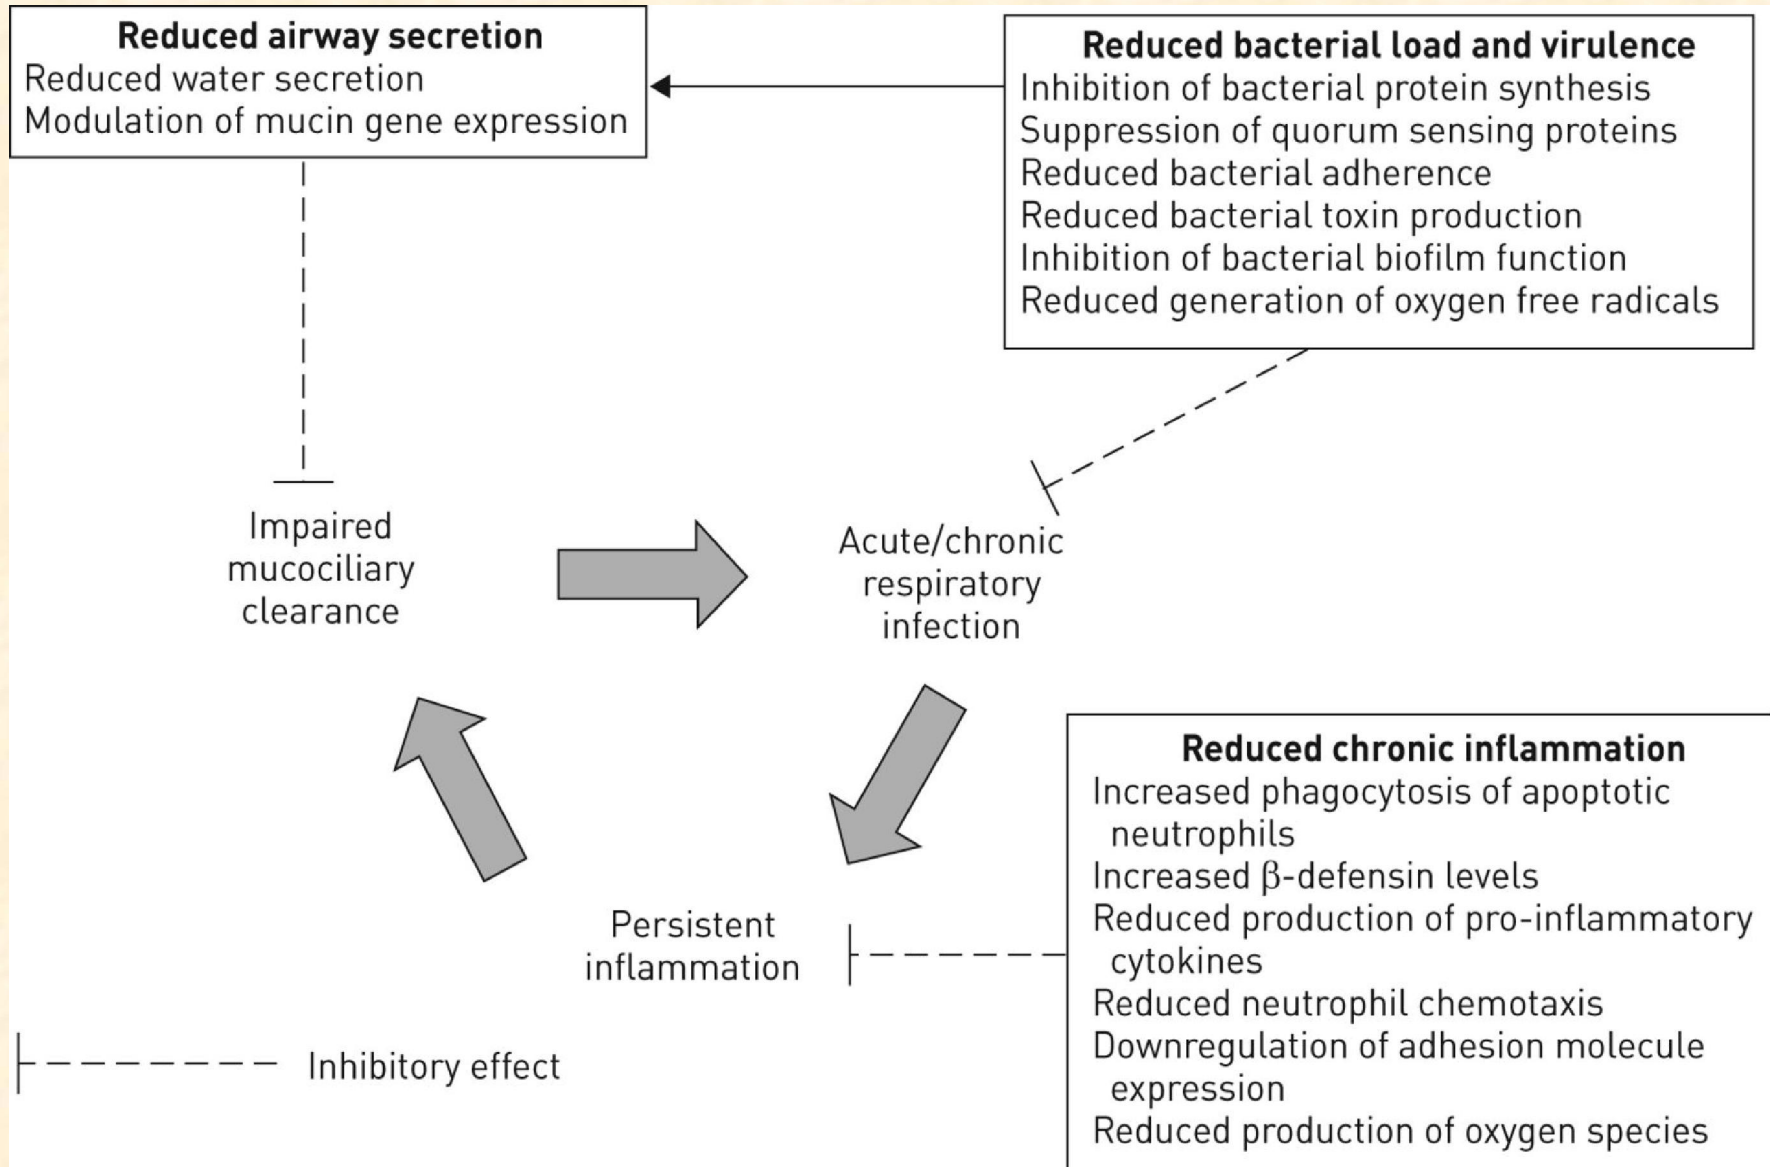 Reduced airway secretion
Reduced water secretion
Modulation of mucin gene expression
Reduced bacterial load and virulence
Inhibition of bacterial protein synthesis
Suppression of quorum sensing proteins
Reduced bacterial adherence
Reduced bacterial toxin production
Inhibition of bacterial biofilm function
Reduced generation of oxygen free radicals
Impaired
mucociliary
clearance
Acute/chronic
respiratory
infection
Reduced chronic inflammation
Increased phagocytosis of apoptotic
neutrophils
Increased β-defensin levels
Reduced production of pro-inflammatory
cytokines
Reduced neutrophil chemotaxis
Downregulation of adhesion molecule
expression
Reduced production of oxygen species
Persistent
inflammation
Inhibitory effect